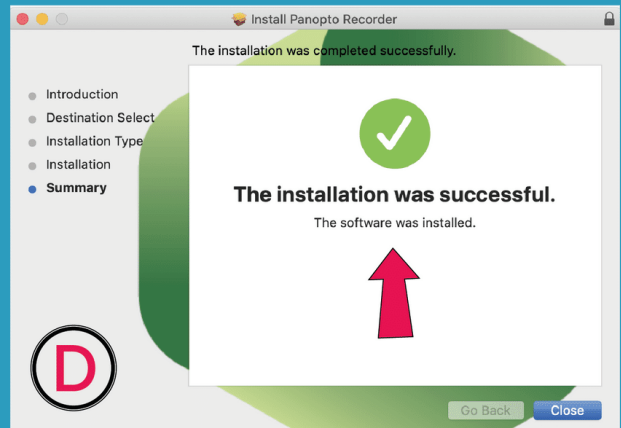 Install Panopto Recorder
The installation was completed successfully.
Introduction
Destination Select
Installation Type
Installation
Summary
The installation was successful.
The software was installed.
D
Go Back
Close